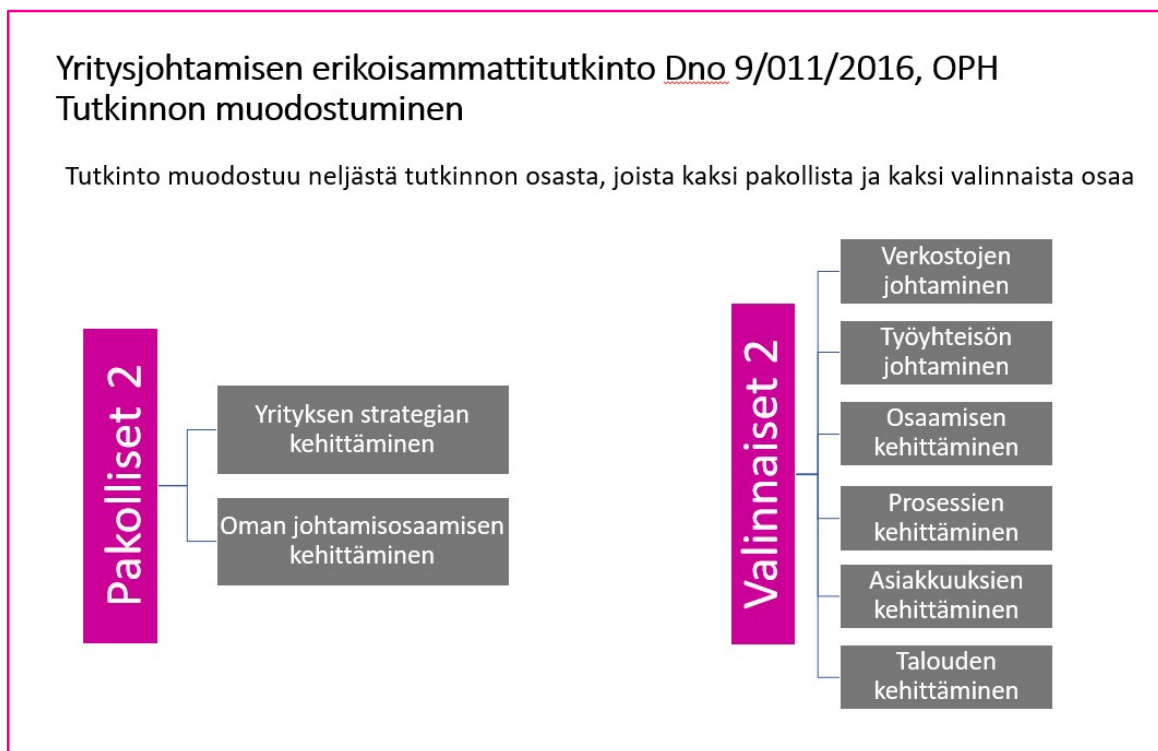 Yritysjohtamisen erikoisammattitutkinto Dno 9/011/2016, OPH
Tutkinnon muodostuminen
Tutkinto muodostuu neljästä tutkinnon osasta, joista kaksi pakollista ja kaksi valinnaista osaa
Pakolliset 2
Yrityksen strategian
kehittäminen
Oman johtamisosaamisen
kehittäminen
Valinnaiset 2
Verkostojen
johtaminen
Työyhteisön
johtaminen
Osaamisen
kehittäminen
Prosessien
kehittäminen
Asiakkuuksien
kehittäminen
Talouden
kehittäminen